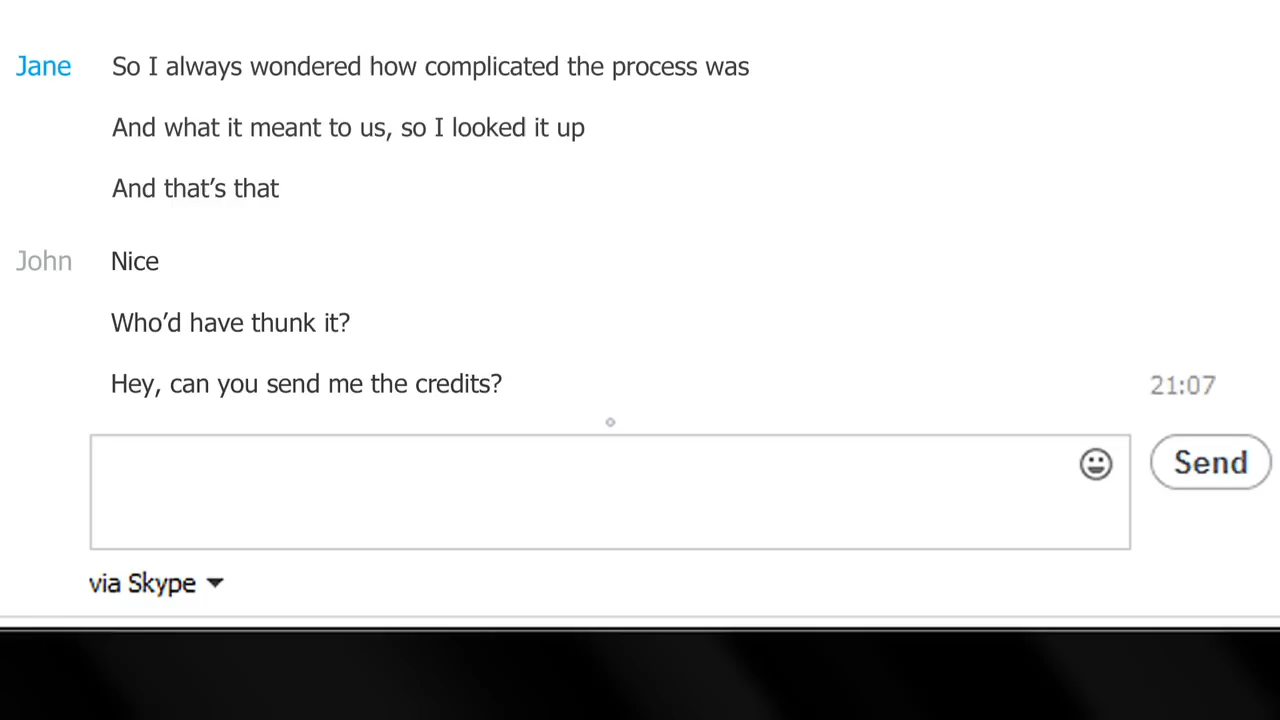 Jane So I always wondered how complicated the process was
And what it meant to us, so I looked it up
And that’s that
John Nice
Who’d have thunk it?
Hey, can you send me the credits? 21:07
Send
via Skype